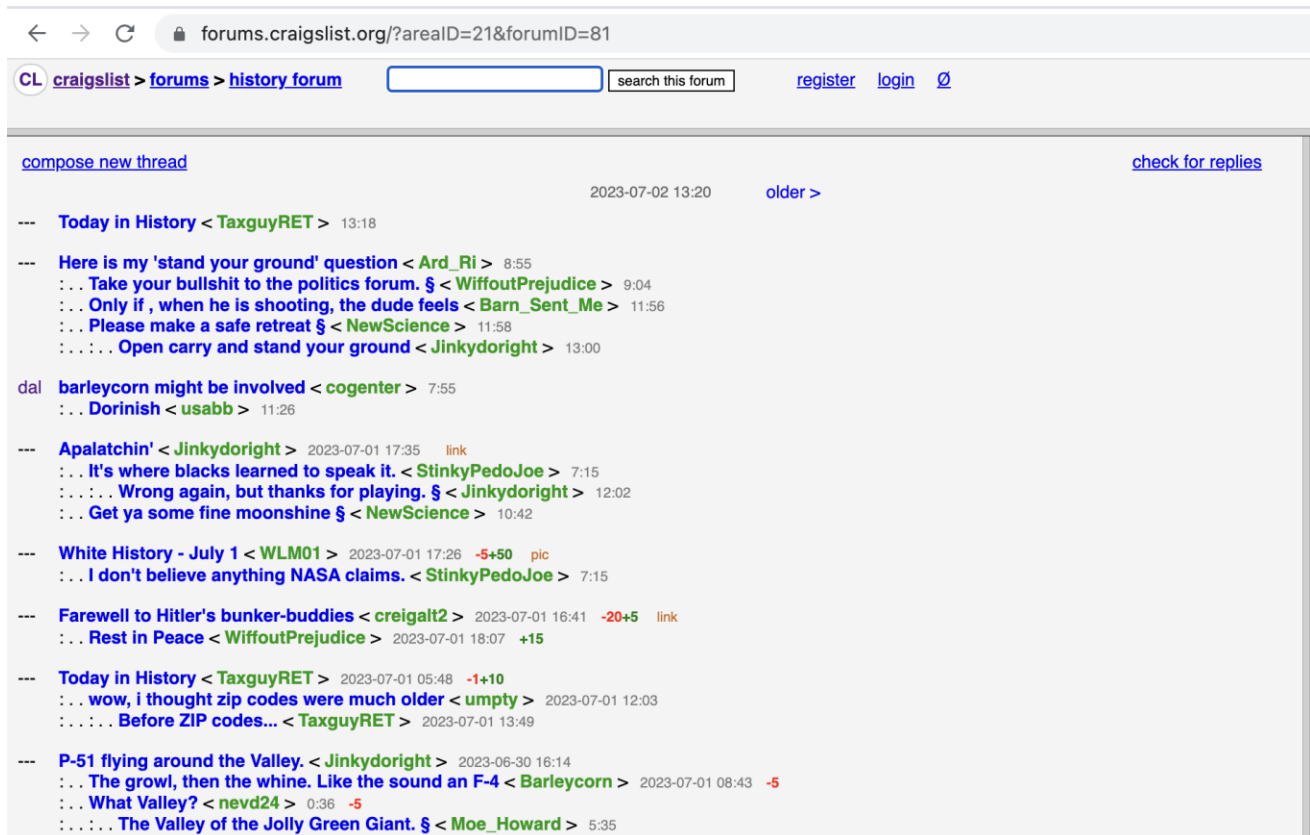 forums.craigslist.org/?areaID=21&forumID=81
CL craigslist > forums > history forum search this forum register login Ø
compose new thread check for replies
2023-07-02 13:20 older >
--- Today in History < TaxguyRET > 13:18
--- Here is my 'stand your ground' question < Ard_Ri > 8:55
: . . Take your bullshit to the politics forum. § < WiffoutPrejudice > 9:04
: . . Only if , when he is shooting, the dude feels < Barn_Sent_Me > 11:56
: . . Please make a safe retreat § < NewScience > 11:58
: . . : . . Open carry and stand your ground < Jinkydoright > 13:00
dal barleycorn might be involved < cogenter > 7:55
: . . Dorinish < usabb > 11:26
--- Apalatchin' < Jinkydoright > 2023-07-01 17:35 link
: . . It's where blacks learned to speak it. < StinkyPedoJoe > 7:15
: . . : . . Wrong again, but thanks for playing. § < Jinkydoright > 12:02
: . . Get ya some fine moonshine § < NewScience > 10:42
--- White History - July 1 < WLM01 > 2023-07-01 17:26 -5+50 pic
: . . I don't believe anything NASA claims. < StinkyPedoJoe > 7:15
--- Farewell to Hitler's bunker-buddies < creigalt2 > 2023-07-01 16:41 -20+5 link
: . . Rest in Peace < WiffoutPrejudice > 2023-07-01 18:07 +15
--- Today in History < TaxguyRET > 2023-07-01 05:48 -1+10
: . . wow, i thought zip codes were much older < umpty > 2023-07-01 12:03
: . . : . . Before ZIP codes... < TaxguyRET > 2023-07-01 13:49
--- P-51 flying around the Valley. < Jinkydoright > 2023-06-30 16:14
: . . The growl, then the whine. Like the sound an F-4 < Barleycorn > 2023-07-01 08:43 -5
: . . What Valley? < nevd24 > 0:36 -5
: . . : . . The Valley of the Jolly Green Giant. § < Moe_Howard > 5:35